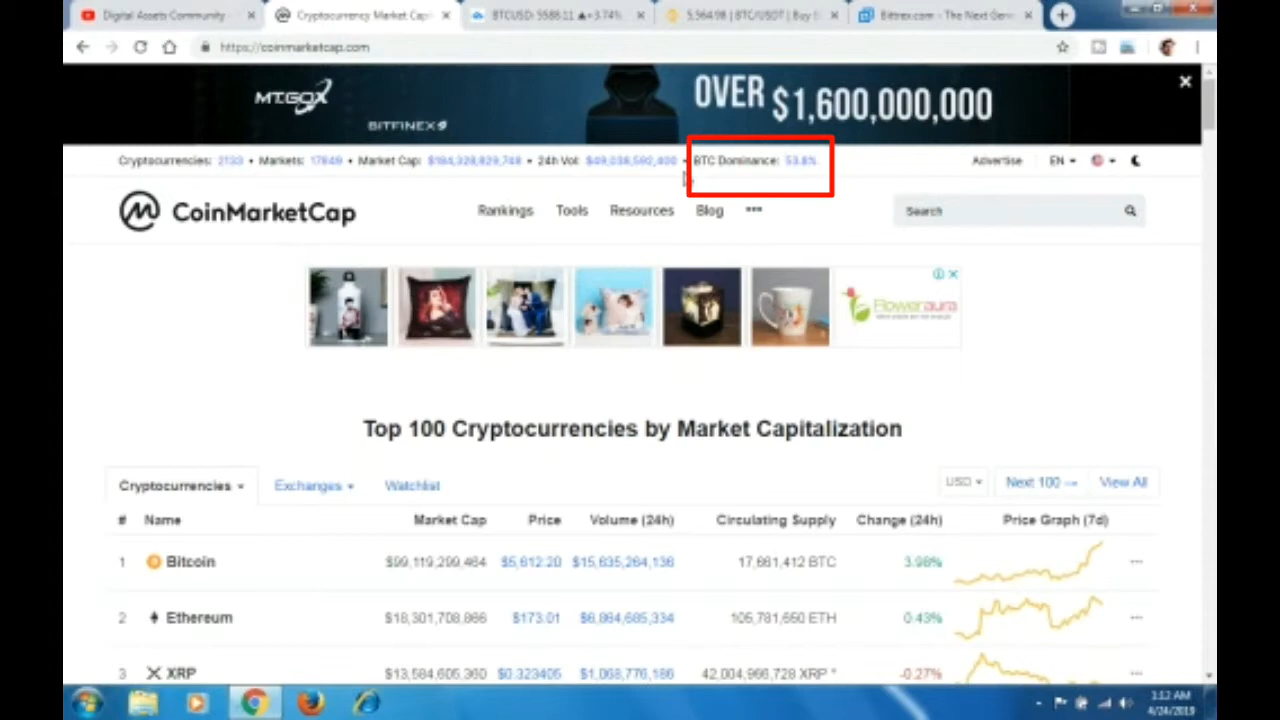 Digital Assets Community
Cryptocurrency Market Cap
BTCUSD: 5588.11 ▲+3.74%
5,564.98 | BTC/USDT | Buy
Bittrex.com - The Next Gen
https://coinmarketcap.com
MT.GOX
BITFINEX
OVER $1,600,000,000
Cryptocurrencies: 2133 • Markets: 17849 • Market Cap: $184,328,829,748 • 24h Vol: $49,036,592,400 • BTC Dominance: 53.8%
Advertise EN
CoinMarketCap
Rankings Tools Resources Blog •••
Search
Floweraura
Top 100 Cryptocurrencies by Market Capitalization
Cryptocurrencies Exchanges Watchlist USD Next 100 → View All
# Name Market Cap Price Volume (24h) Circulating Supply Change (24h) Price Graph (7d)
1 Bitcoin $99,119,299,464 $5,612.20 $15,635,264,136 17,661,412 BTC 3.98%
2 Ethereum $18,301,708,866 $173.01 $6,864,685,334 105,781,650 ETH 0.43%
3 XRP $13,584,605,360 $0.323405 $1,068,776,186 42,004,966,728 XRP * -0.27%
3:12 AM
4/24/2019